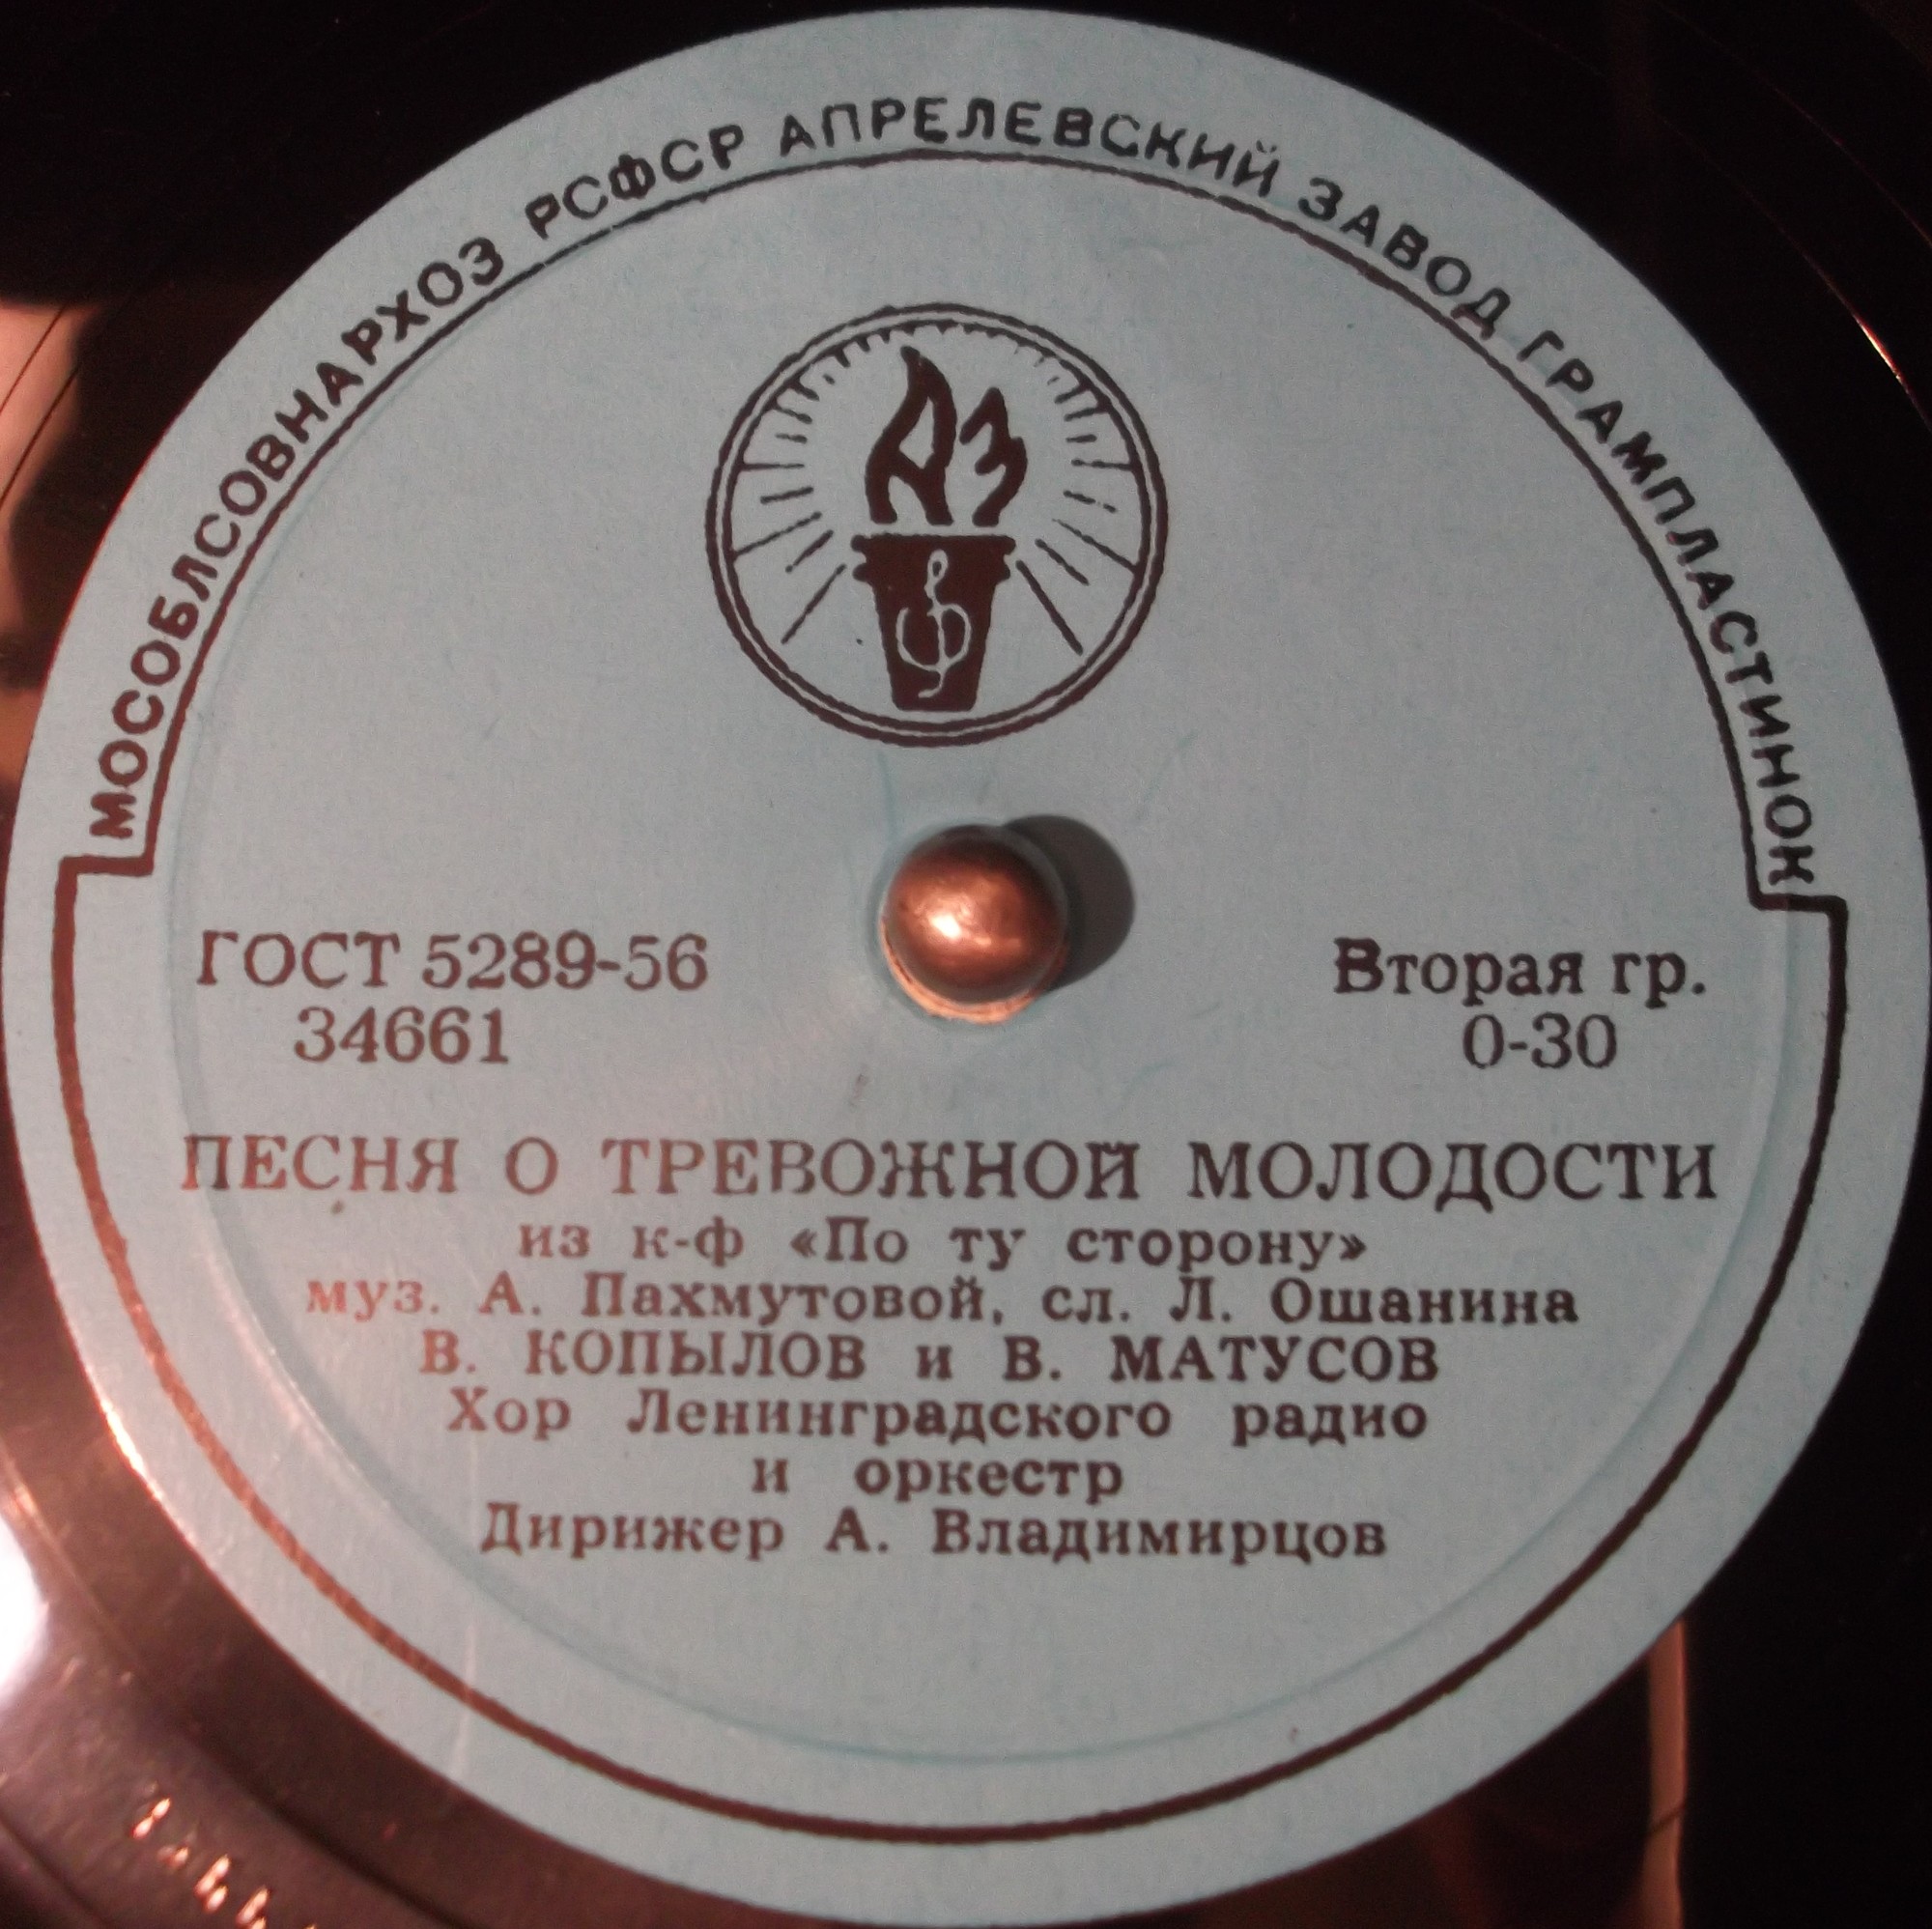 МОСОБЛСОВНАРХОЗ РСФСР АПРЕЛЕВСКИЙ ЗАВОД ГРАМПЛАСТИНОК
АЗ
ГОСТ 5289-56
34661
Вторая гр.
0-30
ПЕСНЯ О ТРЕВОЖНОЙ МОЛОДОСТИ
из к-ф «По ту сторону»
муз. А. Пахмутовой, сл. Л. Ошанина
В. КОПЫЛОВ и В. МАТУСОВ
Хор Ленинградского радио
и оркестр
Дирижер А. Владимирцов